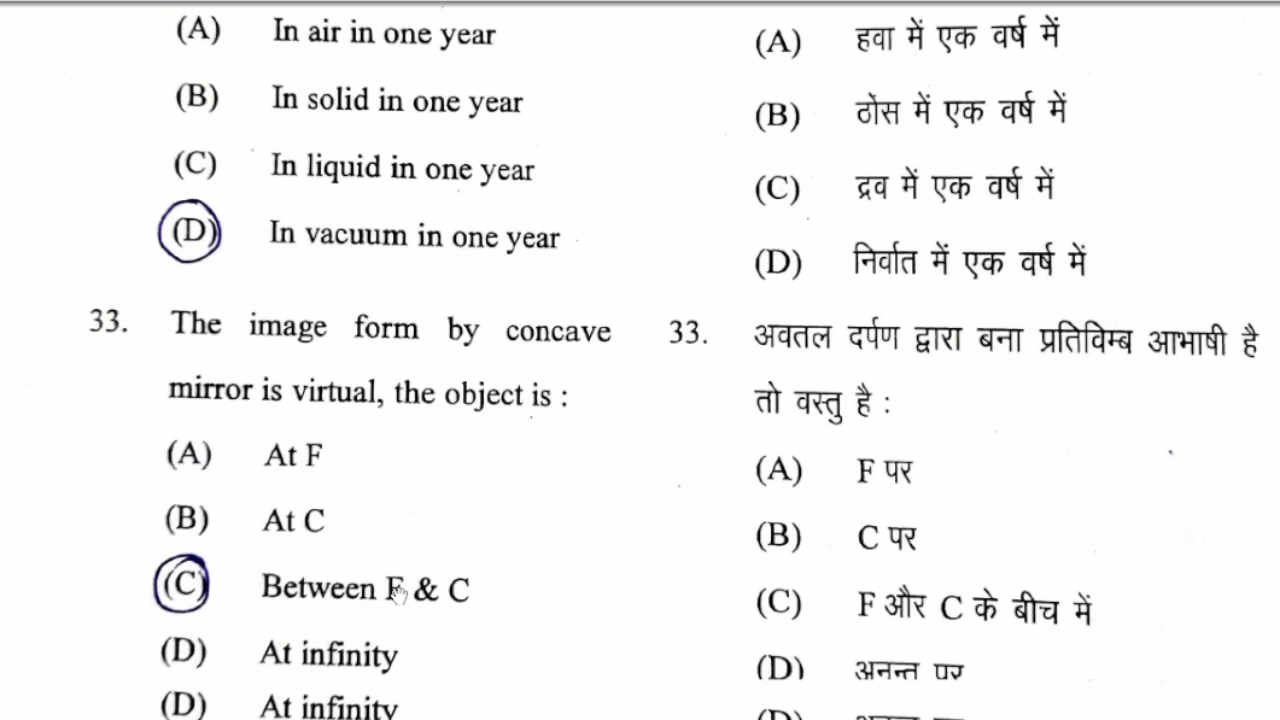 (A) In air in one year
(B) In solid in one year
(C) In liquid in one year
(D) In vacuum in one year
33. The image form by concave
mirror is virtual, the object is :
(A) At F
(B) At C
(C) Between F & C
(D) At infinity
(D) At infinity
(A) हवा में एक वर्ष में
(B) ठोंस में एक वर्ष में
(C) द्रव में एक वर्ष में
(D) निर्वात में एक वर्ष में
33. अवतल दर्पण द्वारा बना प्रतिविम्ब आभाषी है
तो वस्तु है :
(A) F पर
(B) C पर
(C) F और C के बीच में
(D) अनन्त पर